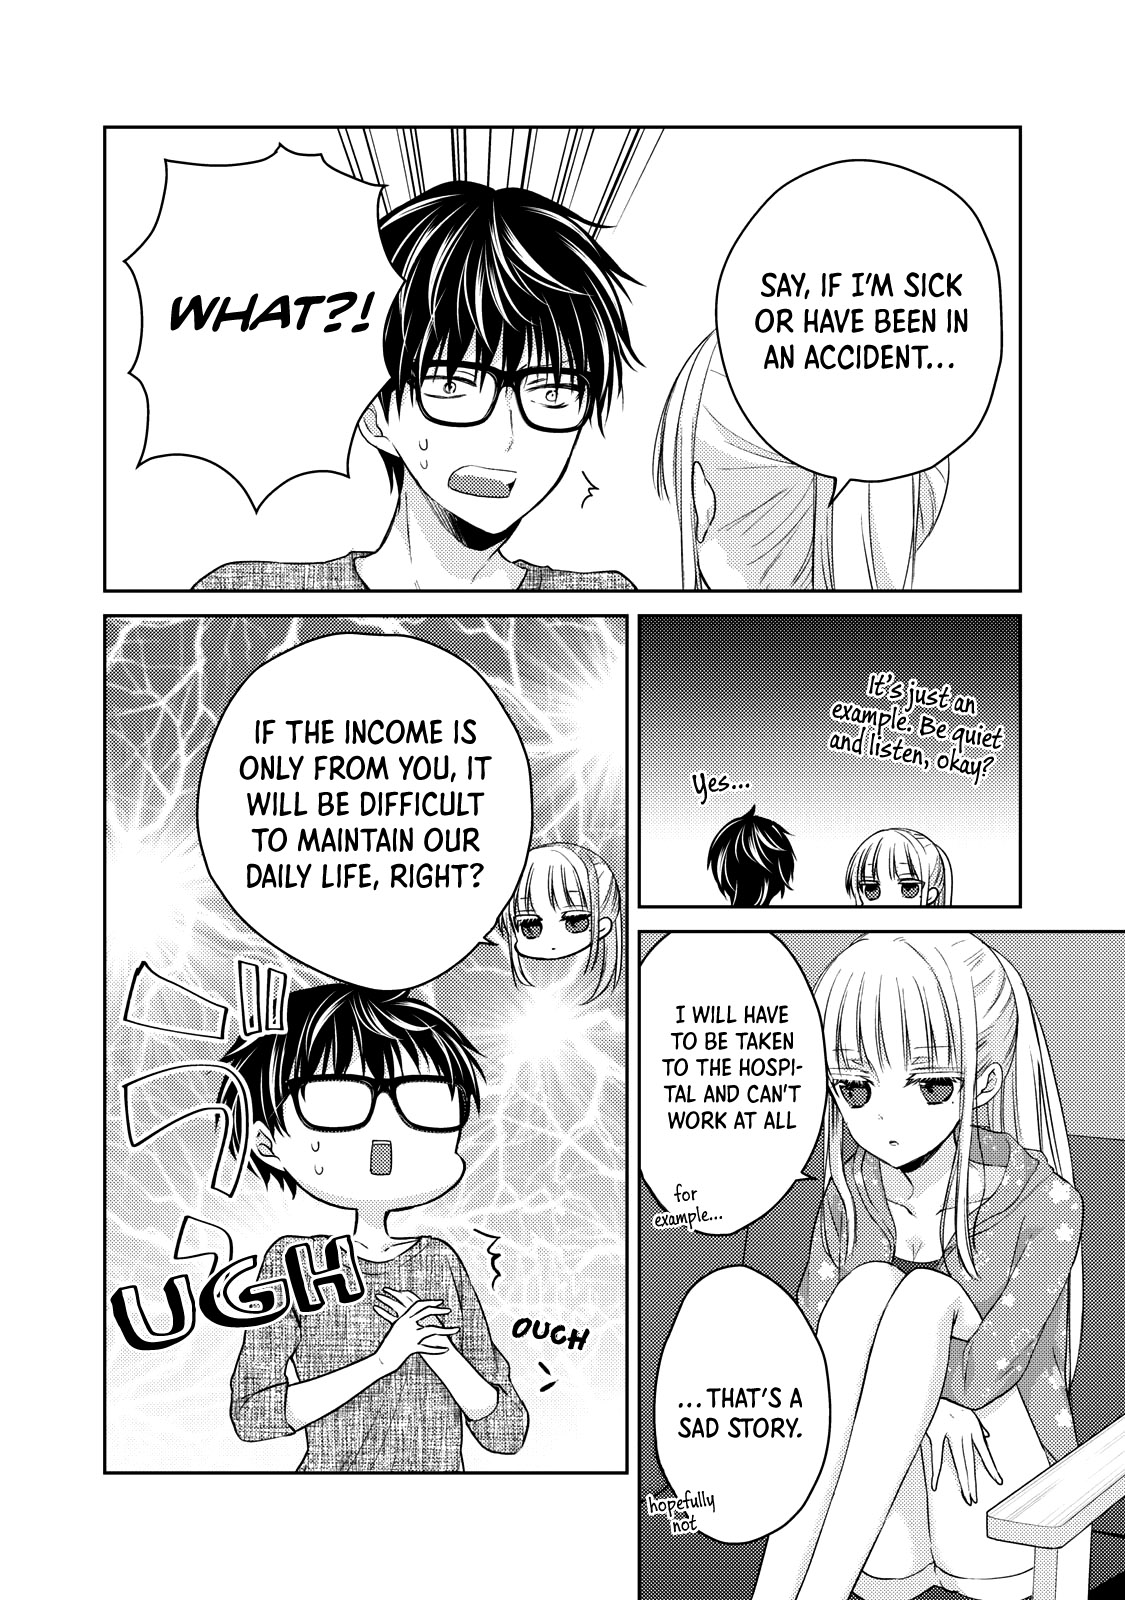 SAY, IF I'M SICK
OR HAVE BEEN IN
AN ACCIDENT...
WHAT?!
It's just an
example. Be quiet
and listen, okay?
Yes...
I WILL HAVE
TO BE TAKEN
TO THE HOSPI-
TAL AND CAN'T
WORK AT ALL
for
example...
...THAT'S A
SAD STORY.
hopefully
not
IF THE INCOME IS
ONLY FROM YOU, IT
WILL BE DIFFICULT
TO MAINTAIN OUR
DAILY LIFE, RIGHT?
UGH
OUCH